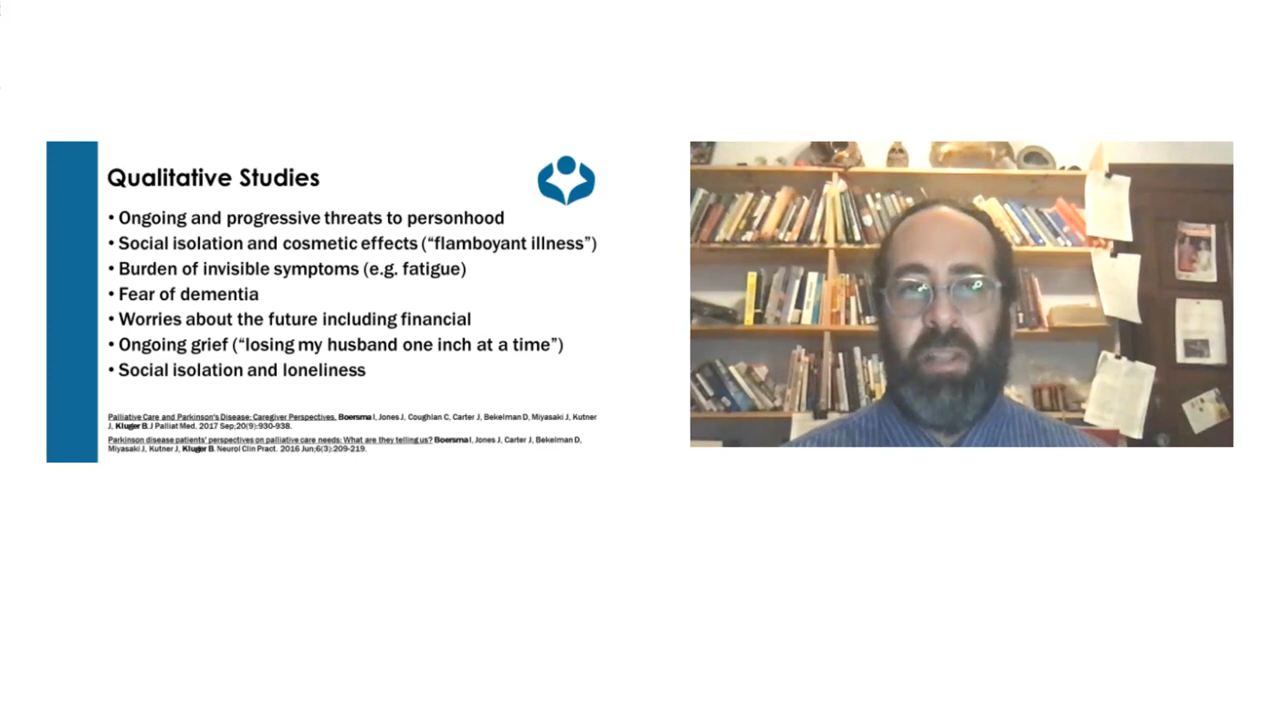 Qualitative Studies
• Ongoing and progressive threats to personhood
• Social isolation and cosmetic effects (“flamboyant illness”)
• Burden of invisible symptoms (e.g. fatigue)
• Fear of dementia
• Worries about the future including financial
• Ongoing grief (“losing my husband one inch at a time”)
• Social isolation and loneliness
Palliative Care and Parkinson's Disease: Caregiver Perspectives. Boersma I, Jones J, Coughlan C, Carter J, Bekelman D, Miyasaki J, Kutner
J, Kluger B. J Palliat Med. 2017 Sep;20(9):930-938.
Parkinson disease patients' perspectives on palliative care needs: What are they telling us? Boersma I, Jones J, Carter J, Bekelman D,
Miyasaki J, Kutner J, Kluger B. Neurol Clin Pract. 2016 Jun;6(3):209-219.